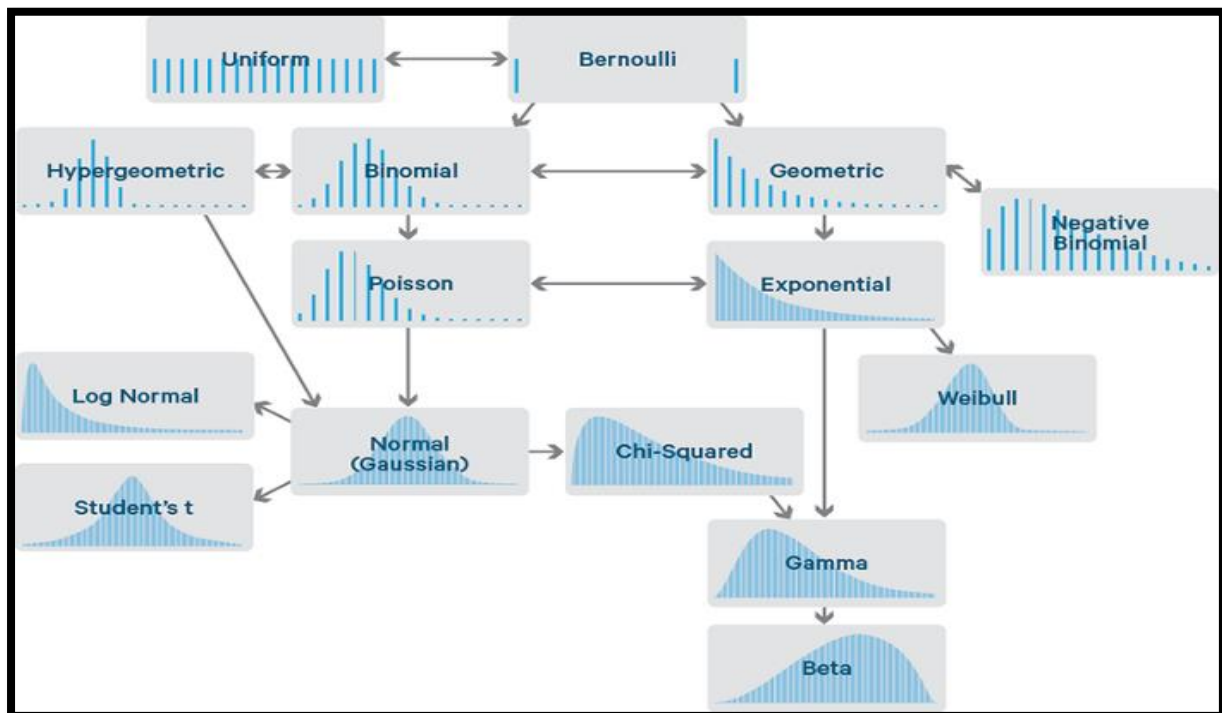 Uniform
Bernoulli
Hypergeometric
Binomial
Geometric
Negative
Binomial
Poisson
Exponential
Log Normal
Weibull
Normal
(Gaussian)
Chi-Squared
Student's t
Gamma
Beta